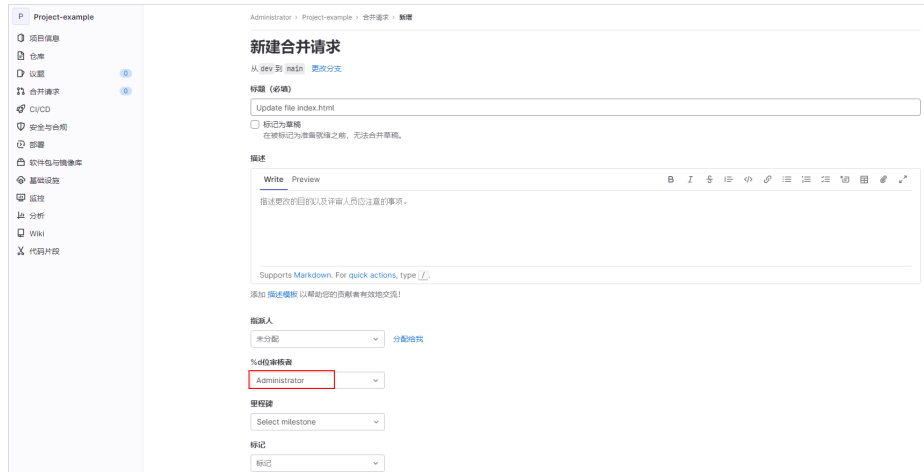 P Project-example
项目信息
仓库
议题 0
合并请求 0
CI/CD
安全与合规
部署
软件包与镜像库
基础设施
监控
分析
Wiki
代码片段
Administrator › Project-example › 合并请求 › 新增
新建合并请求
从 dev 到 main 更改分支
标题 (必填)
Update file index.html
标记为草稿
在被标记为准备就绪之前，无法合并草稿。
描述
Write Preview
描述更改的目的以及评审人员应注意的事项。
Supports Markdown. For quick actions, type /.
添加 描述模板 以帮助您的贡献者有效地交流!
指派人
未分配 分配给我
%d位审核者
Administrator
里程碑
Select milestone
标记
标记